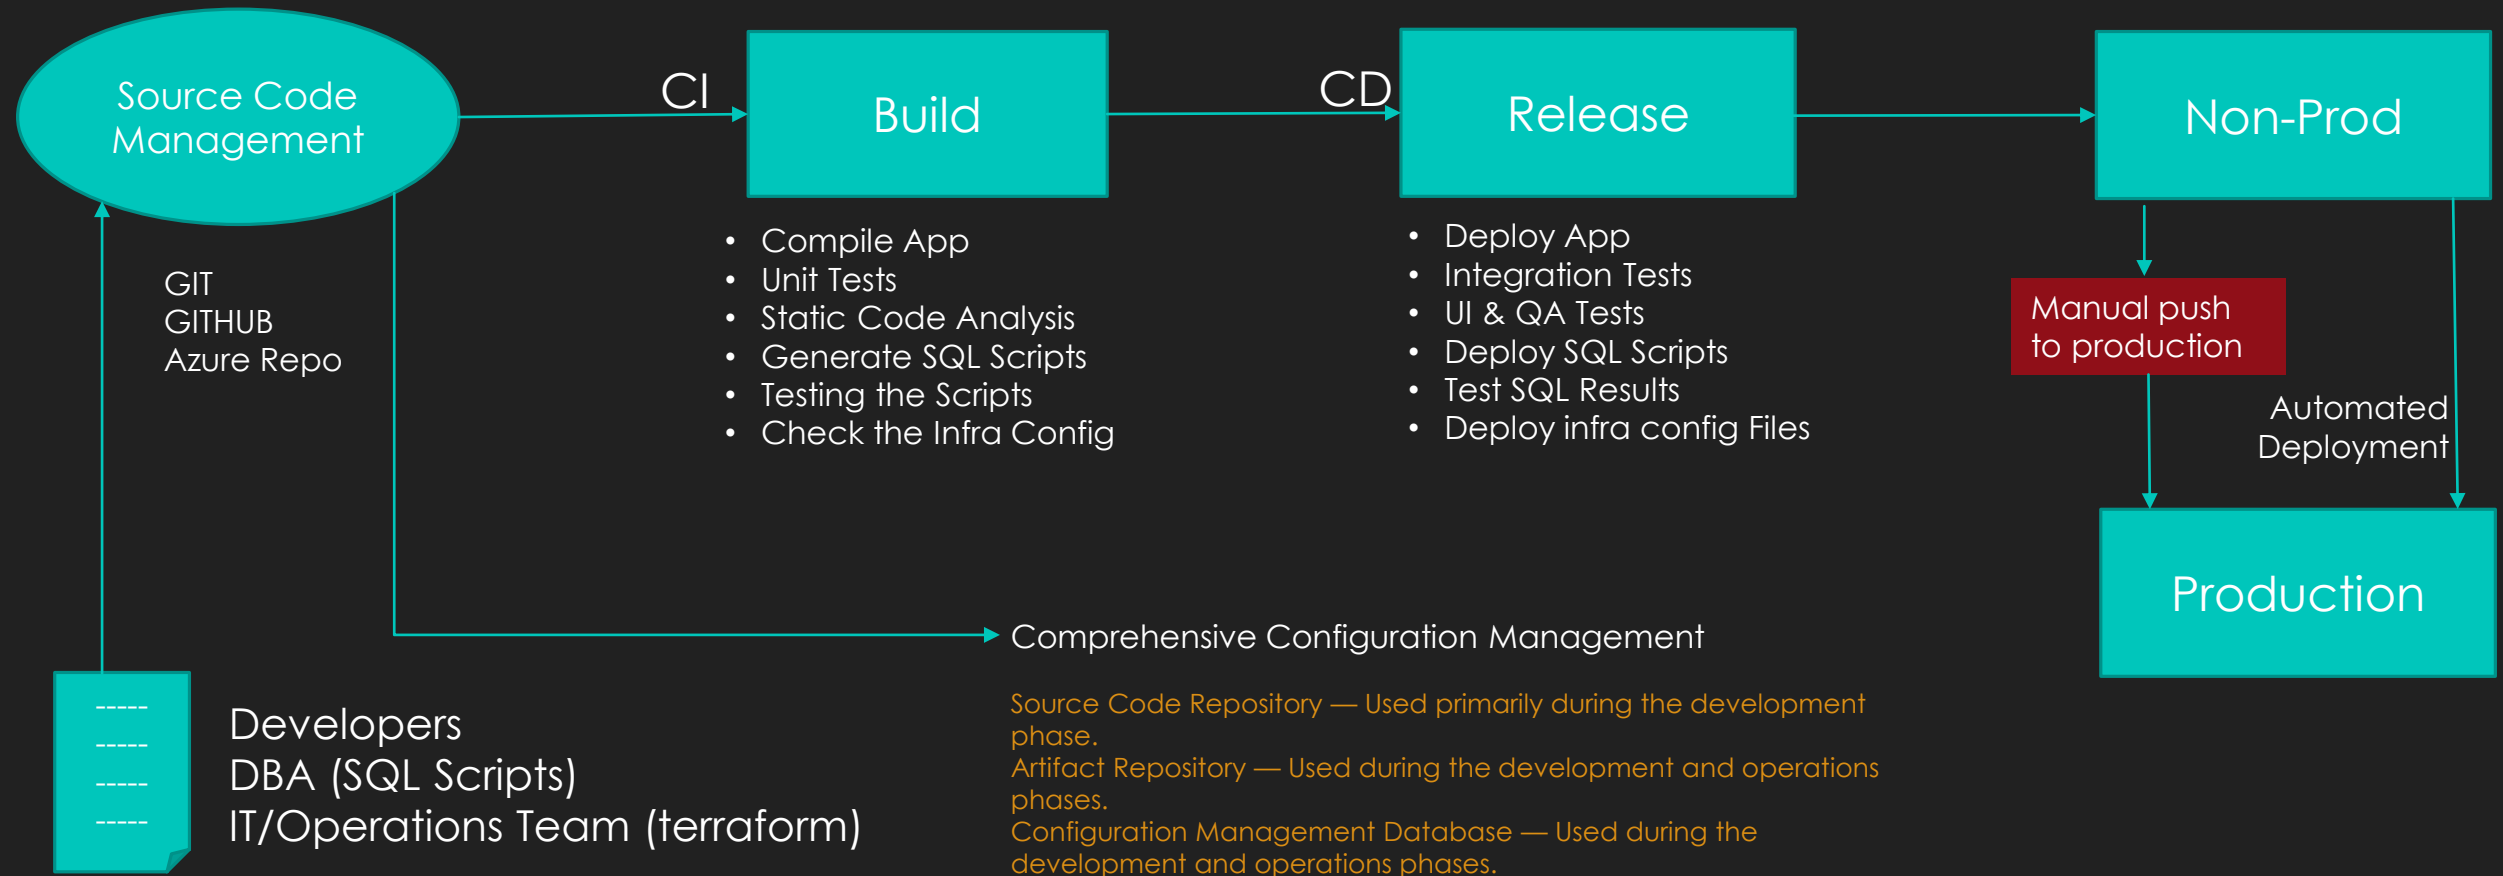 Source Code
Management
CI
Build
CD
Release
Non-Prod
GIT
GITHUB
Azure Repo
• Compile App
• Unit Tests
• Static Code Analysis
• Generate SQL Scripts
• Testing the Scripts
• Check the Infra Config
• Deploy App
• Integration Tests
• UI & QA Tests
• Deploy SQL Scripts
• Test SQL Results
• Deploy infra config Files
Manual push
to production
Automated
Deployment
Production
Comprehensive Configuration Management
Source Code Repository — Used primarily during the development
phase.
Artifact Repository — Used during the development and operations
phases.
Configuration Management Database — Used during the
development and operations phases.
-----
-----
-----
-----
Developers
DBA (SQL Scripts)
IT/Operations Team (terraform)